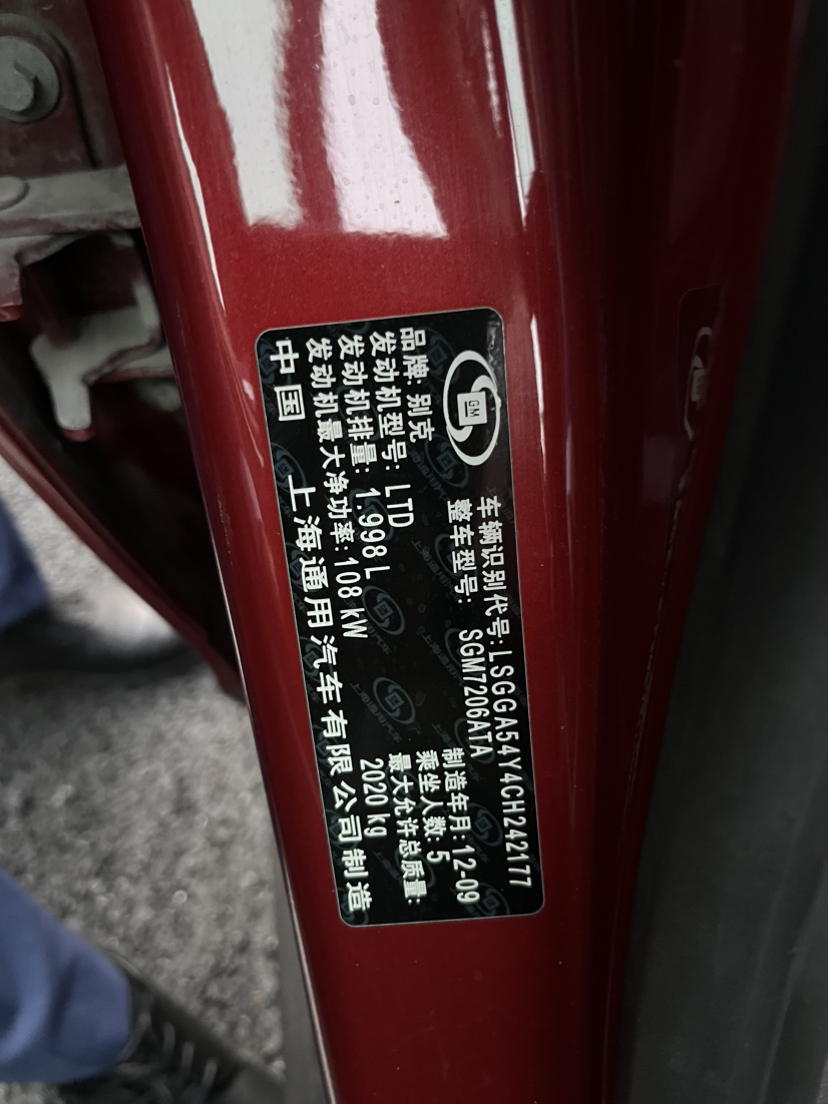 GM
车辆识别代号:LSGGA54Y4CH242177
整车型号: SGM7206ATA
品牌: 别克
制造年月: 12-09
发动机型号: LTD
乘坐人数: 5
发动机排量: 1.998L
最大允许总质量:
发动机最大净功率: 108 kW
2020 kg
中国 上海通用汽车有限公司制造